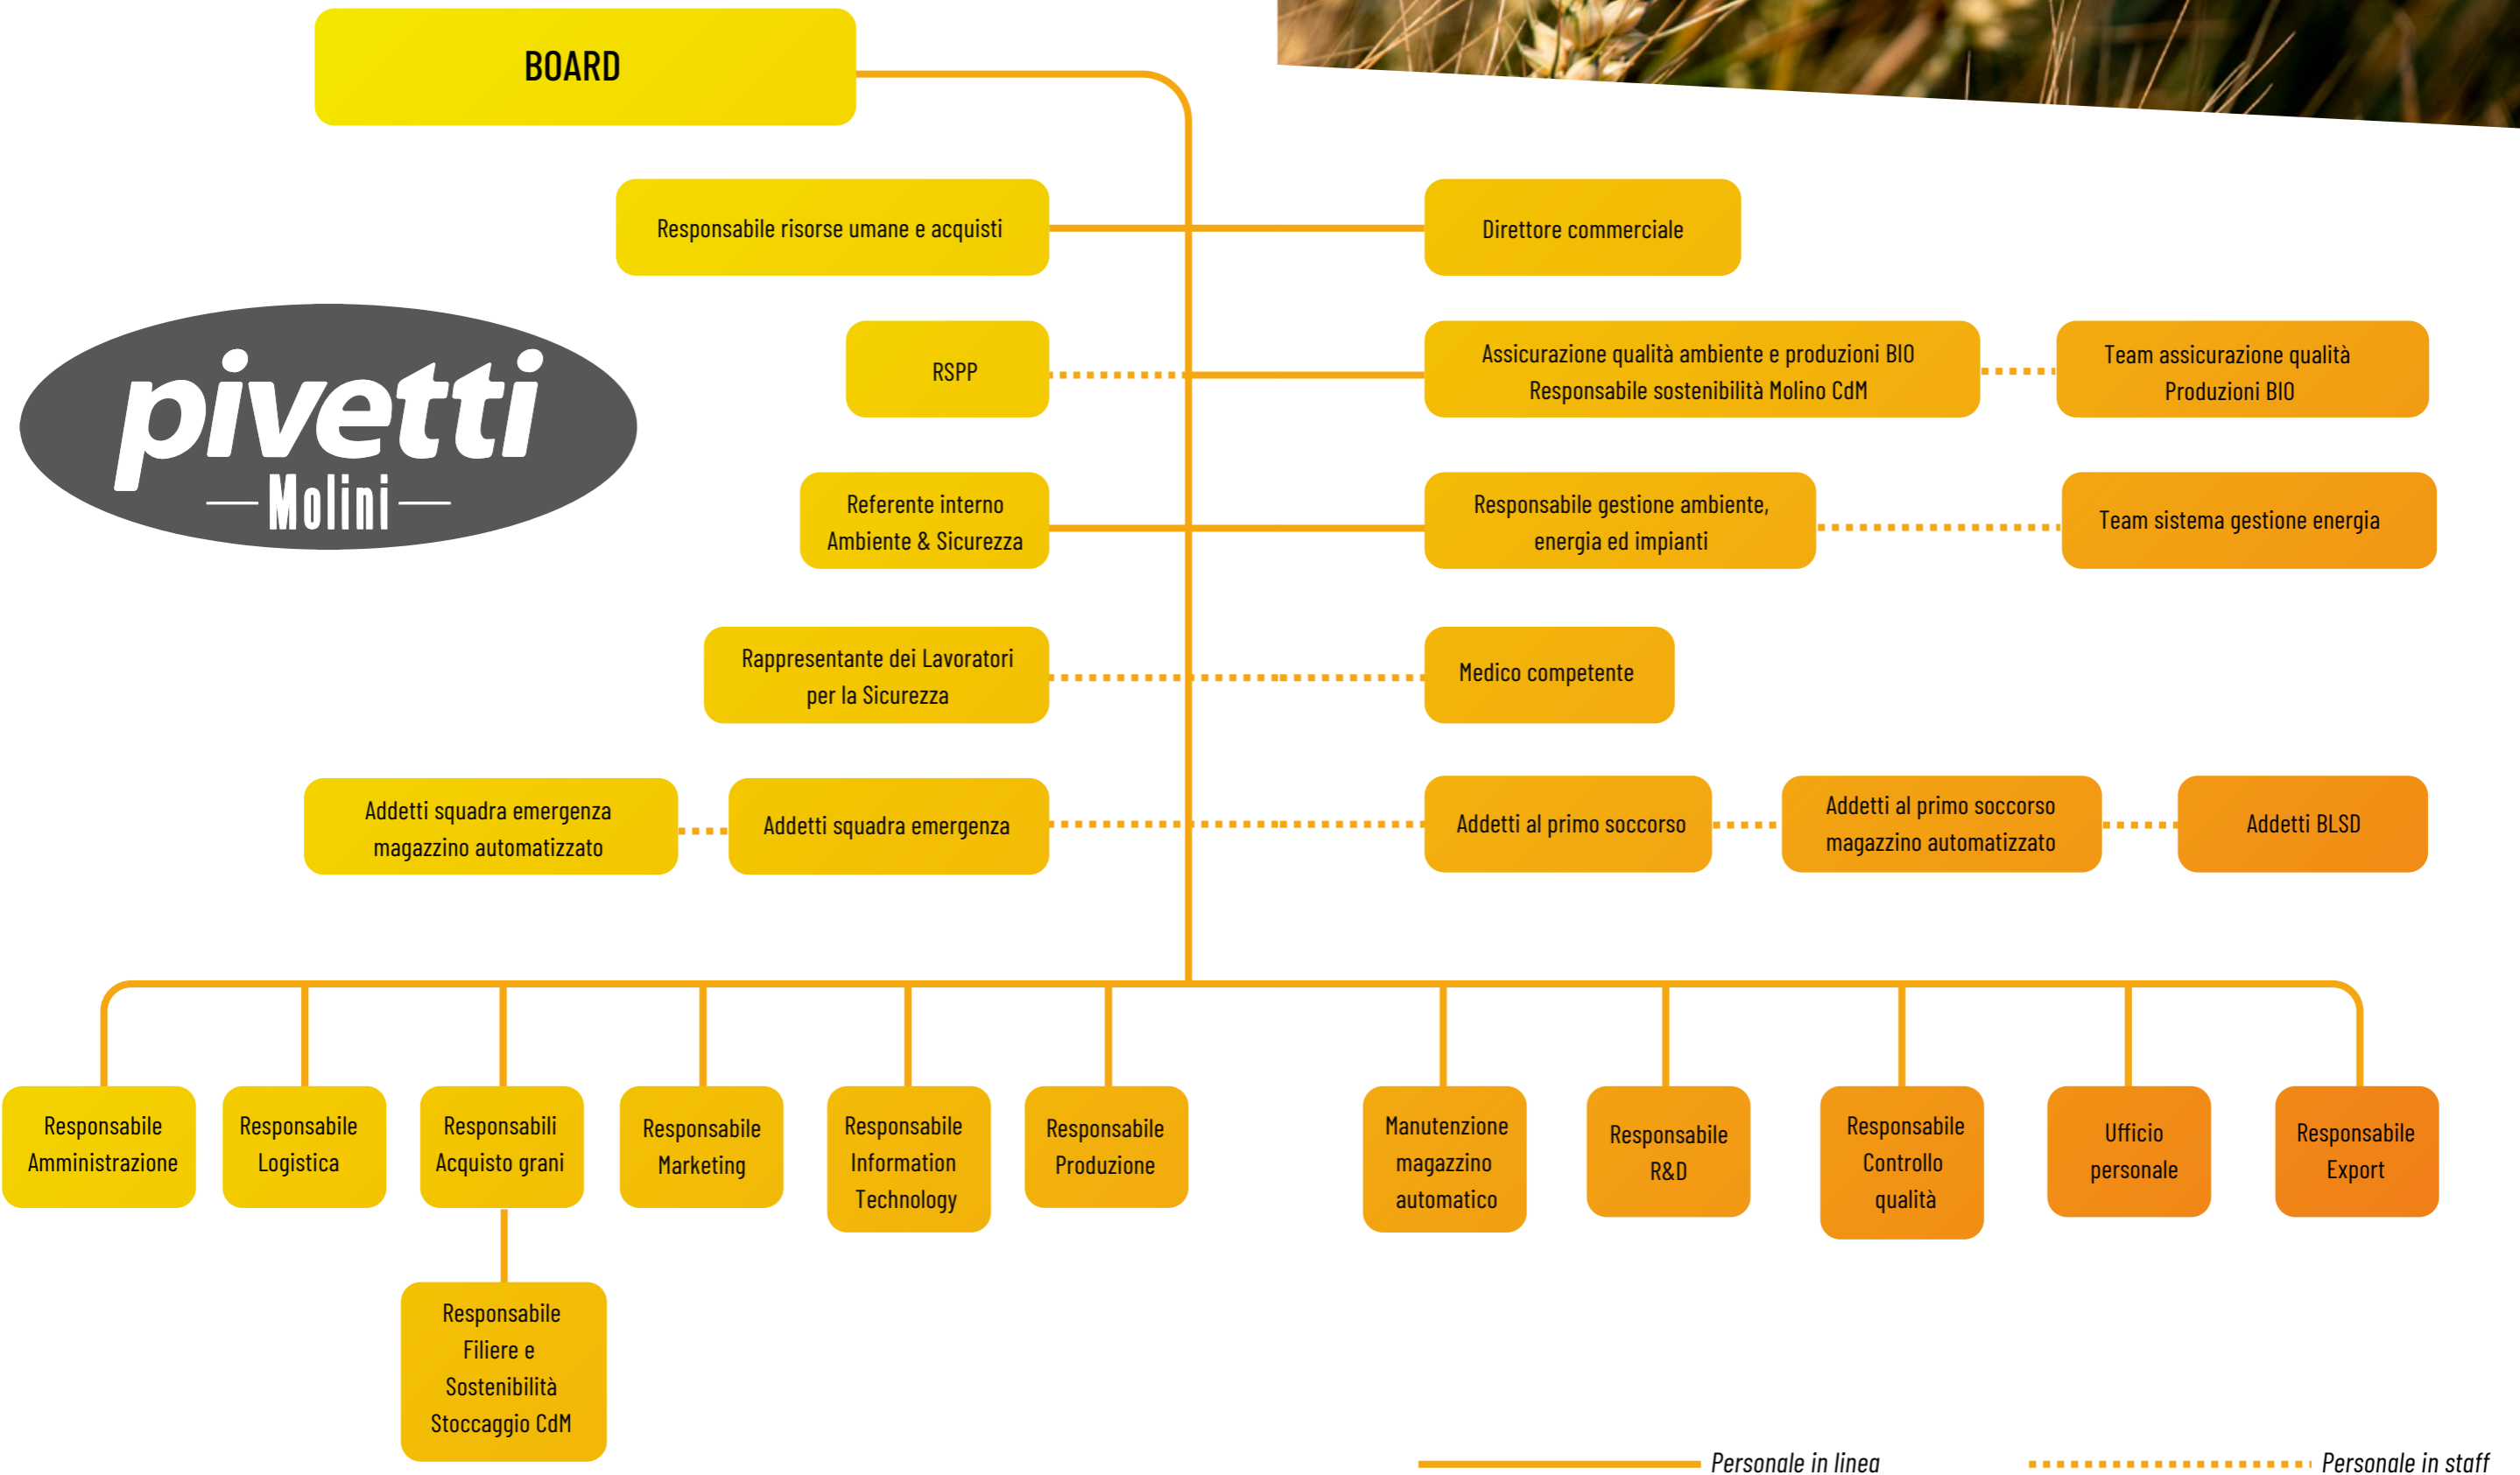 BOARD
Responsabile risorse umane e acquisti
Direttore commerciale
pivetti
Molini
RSPP
Assicurazione qualità ambiente e produzioni BIO
Responsabile sostenibilità Molino CdM
Team assicurazione qualità
Produzioni BIO
Referente interno
Ambiente & Sicurezza
Responsabile gestione ambiente,
energia ed impianti
Team sistema gestione energia
Rappresentante dei Lavoratori
per la Sicurezza
Medico competente
Addetti squadra emergenza
magazzino automatizzato
Addetti squadra emergenza
Addetti al primo soccorso
Addetti al primo soccorso
magazzino automatizzato
Addetti BLSD
Responsabile
Amministrazione
Responsabile
Logistica
Responsabili
Acquisto grani
Responsabile
Marketing
Responsabile
Information
Technology
Responsabile
Produzione
Manutenzione
magazzino
automatico
Responsabile
R&D
Responsabile
Controllo
qualità
Ufficio
personale
Responsabile
Export
Responsabile
Filiere e
Sostenibilità
Stoccaggio CdM
Personale in linea
Personale in staff